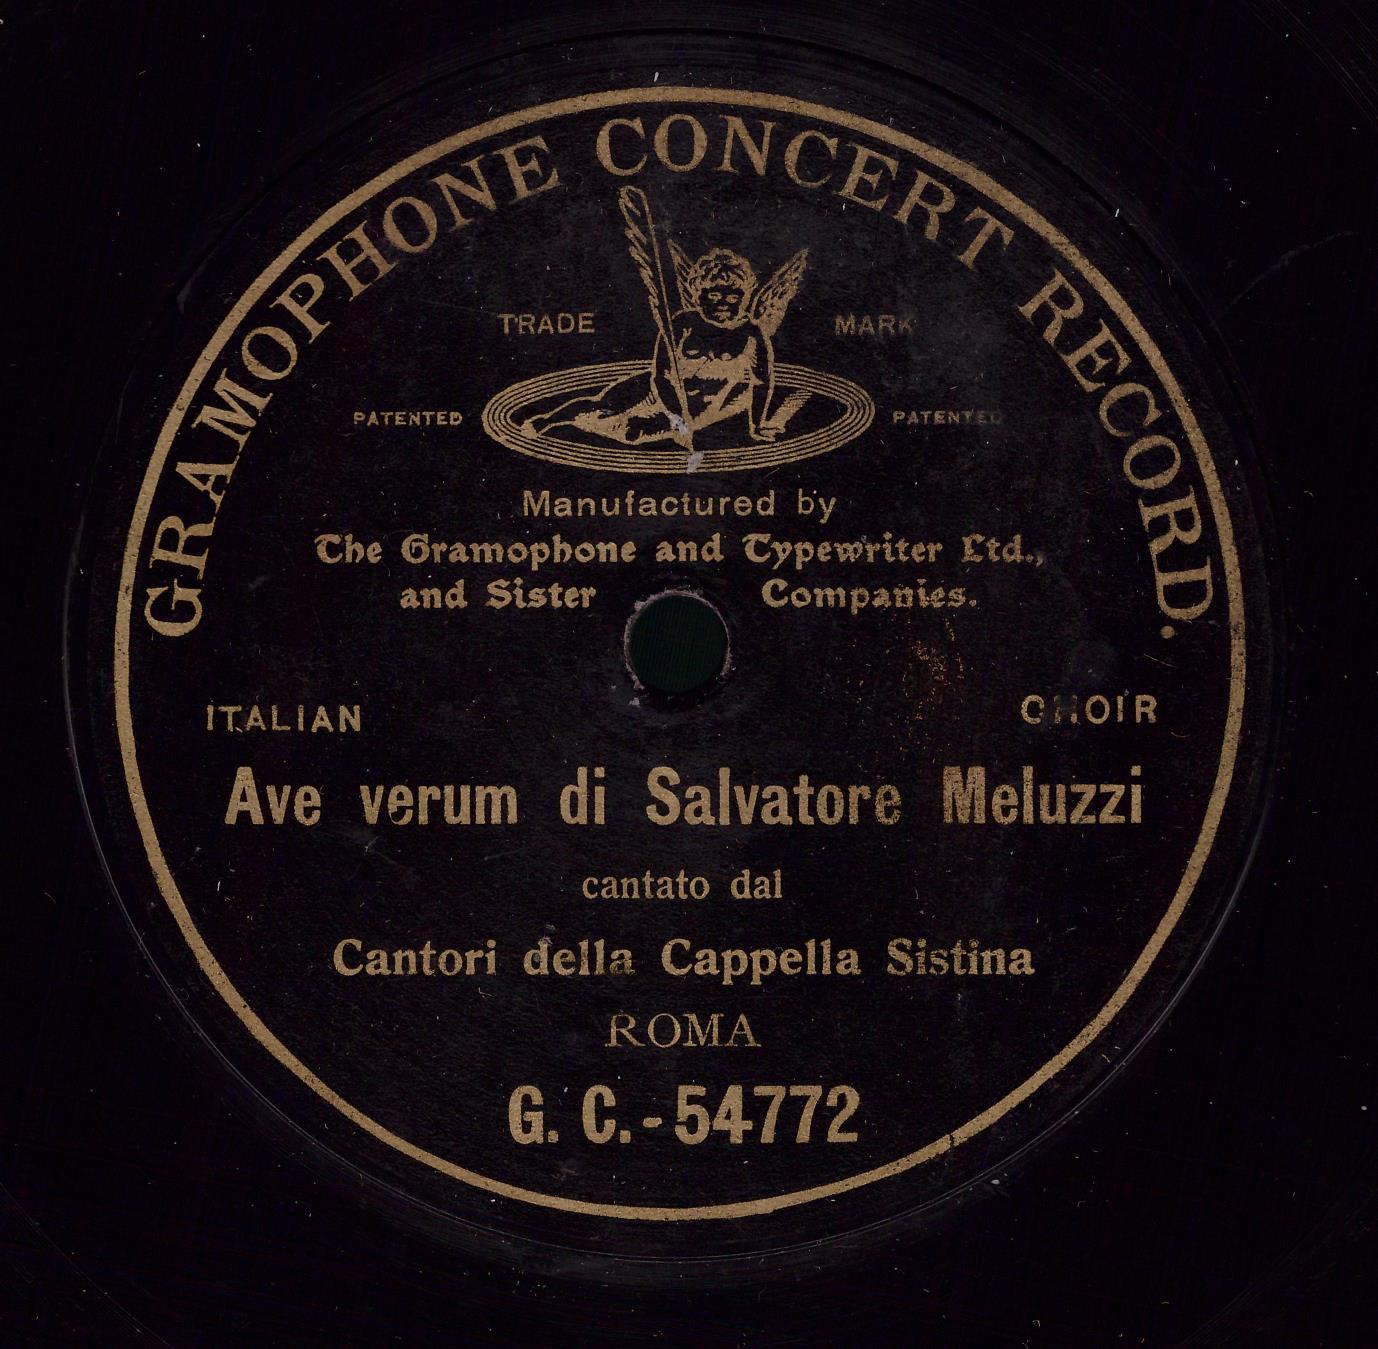 GRAMOPHONE CONCERT RECORD.
TRADE MARK
PATENTED PATENTED
Manufactured by
The Gramophone and Typewriter Ltd.,
and Sister Companies.
ITALIAN CHOIR
Ave verum di Salvatore Meluzzi
cantato dal
Cantori della Cappella Sistina
ROMA
G. C.-54772